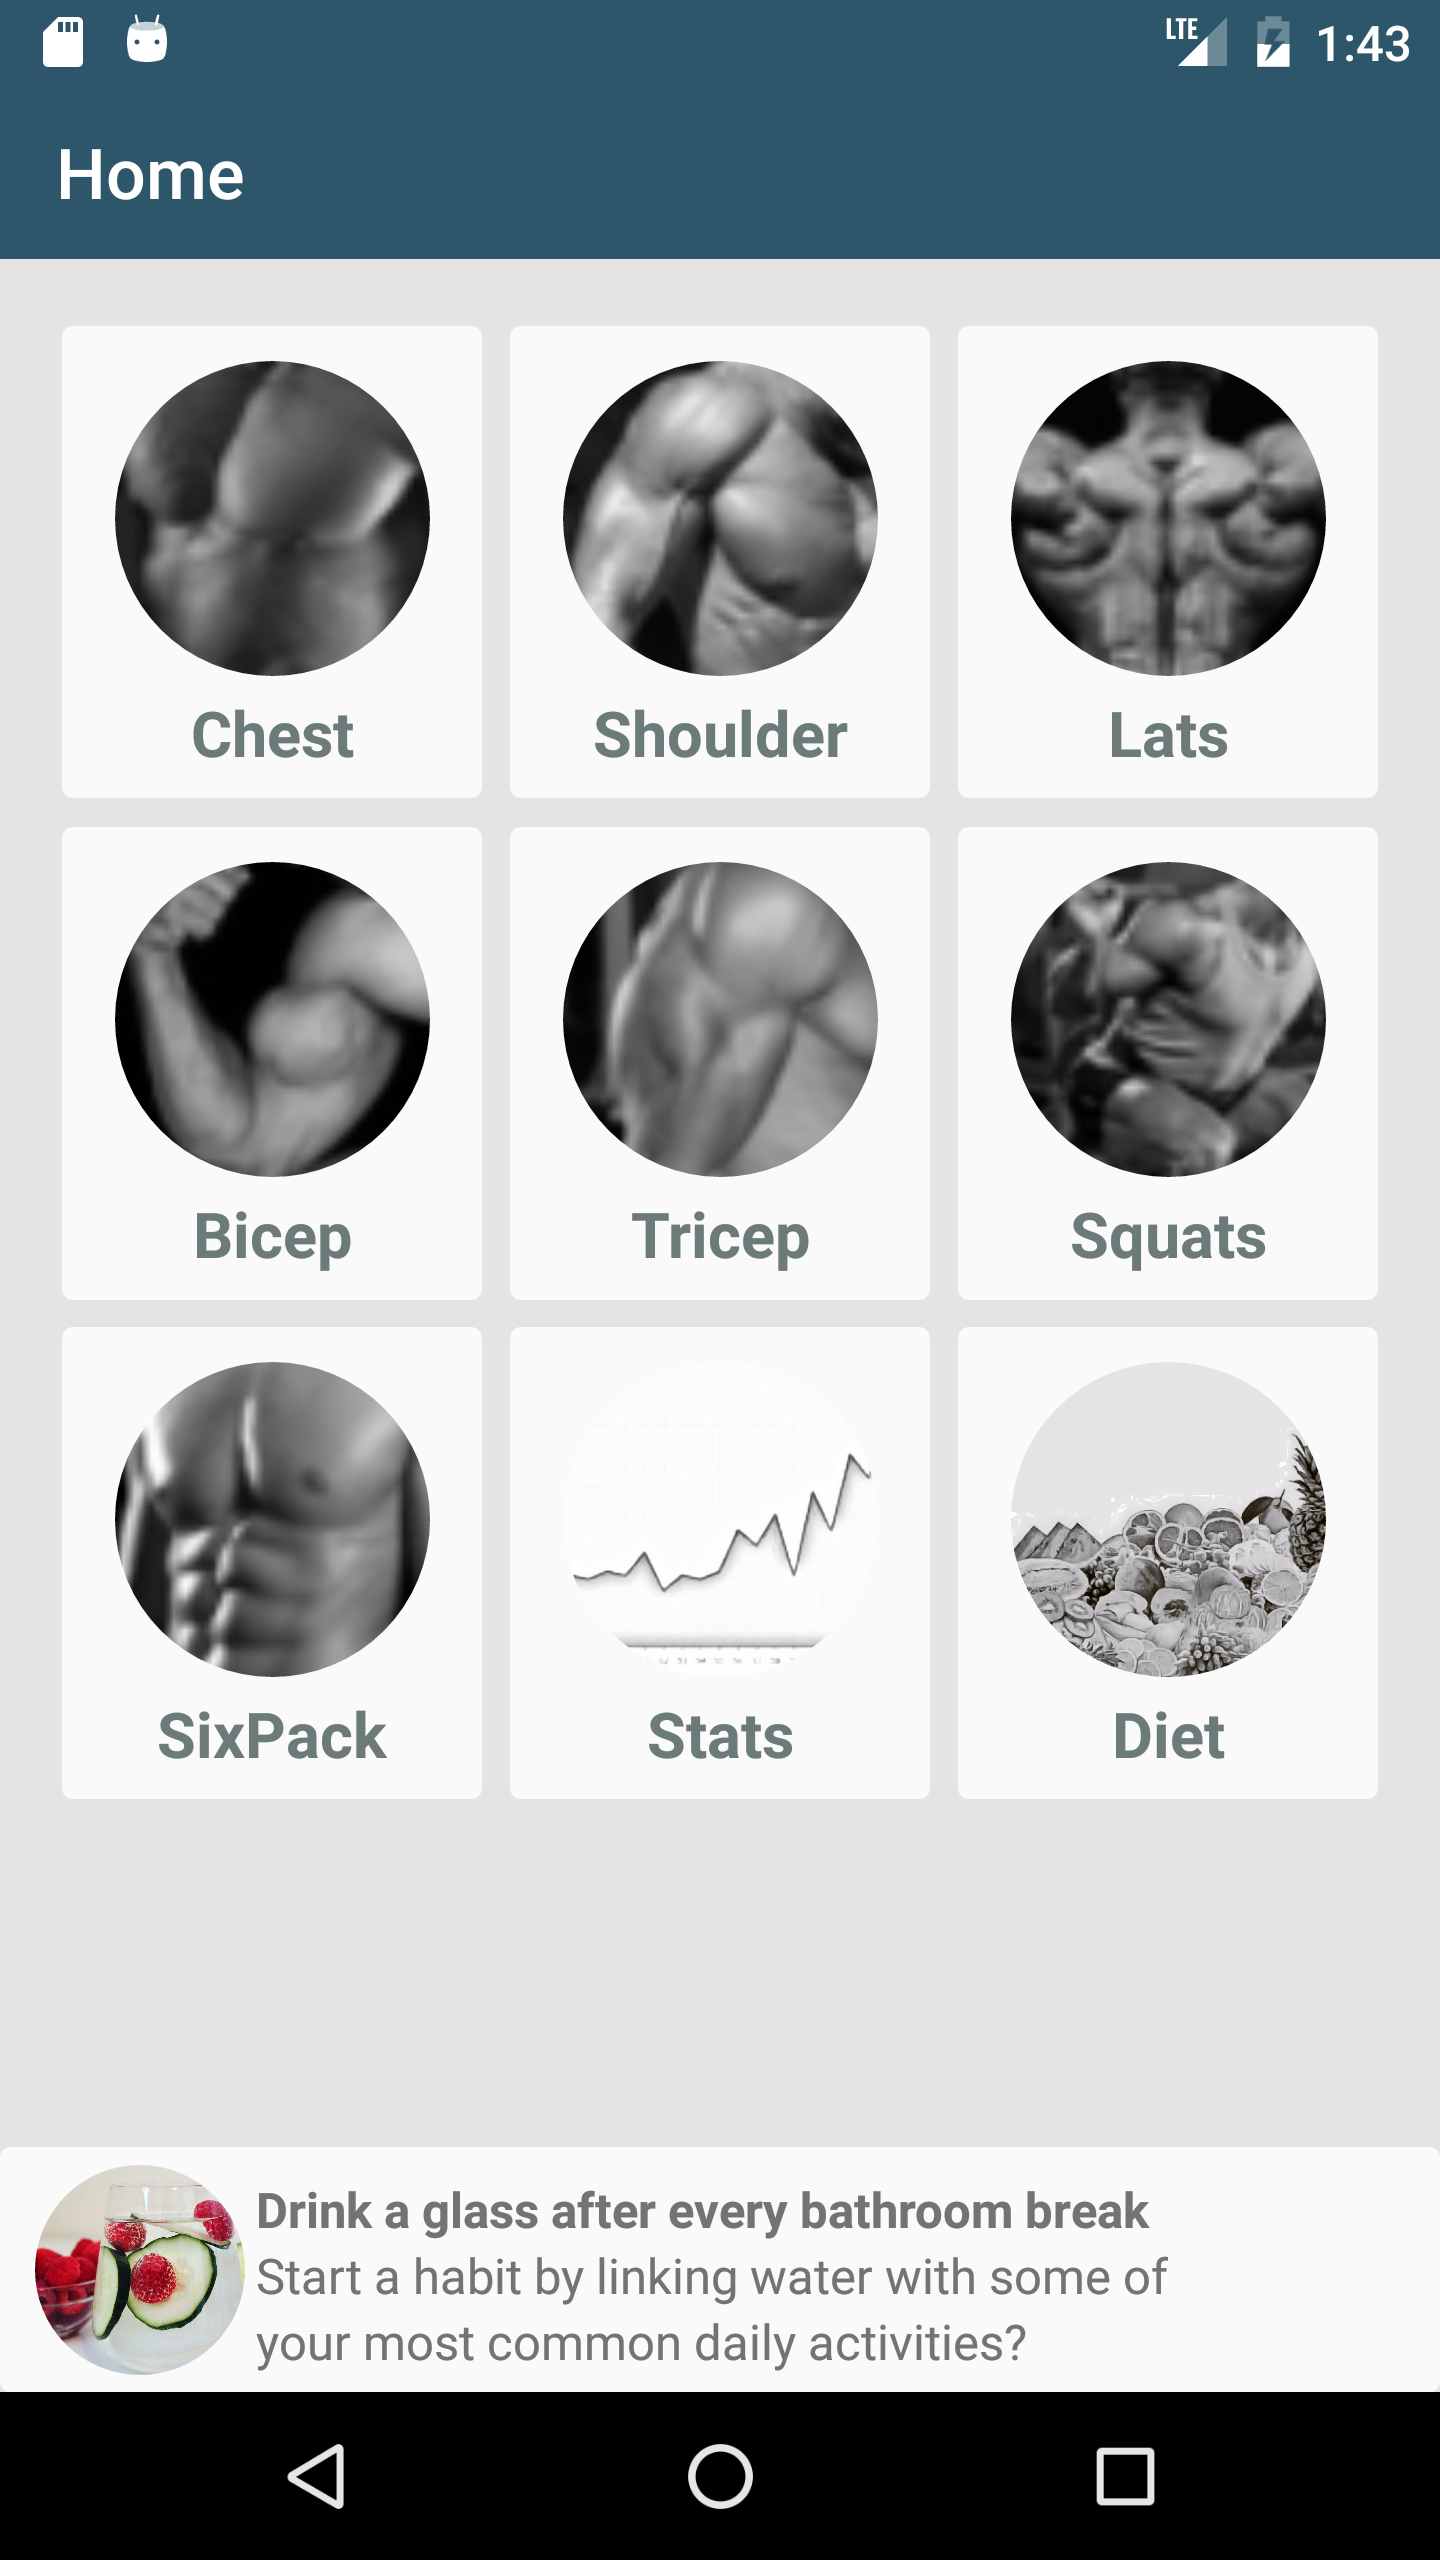 LTE 1:43
Home
Chest Shoulder Lats
Bicep Tricep Squats
SixPack Stats Diet
Drink a glass after every bathroom break
Start a habit by linking water with some of
your most common daily activities?